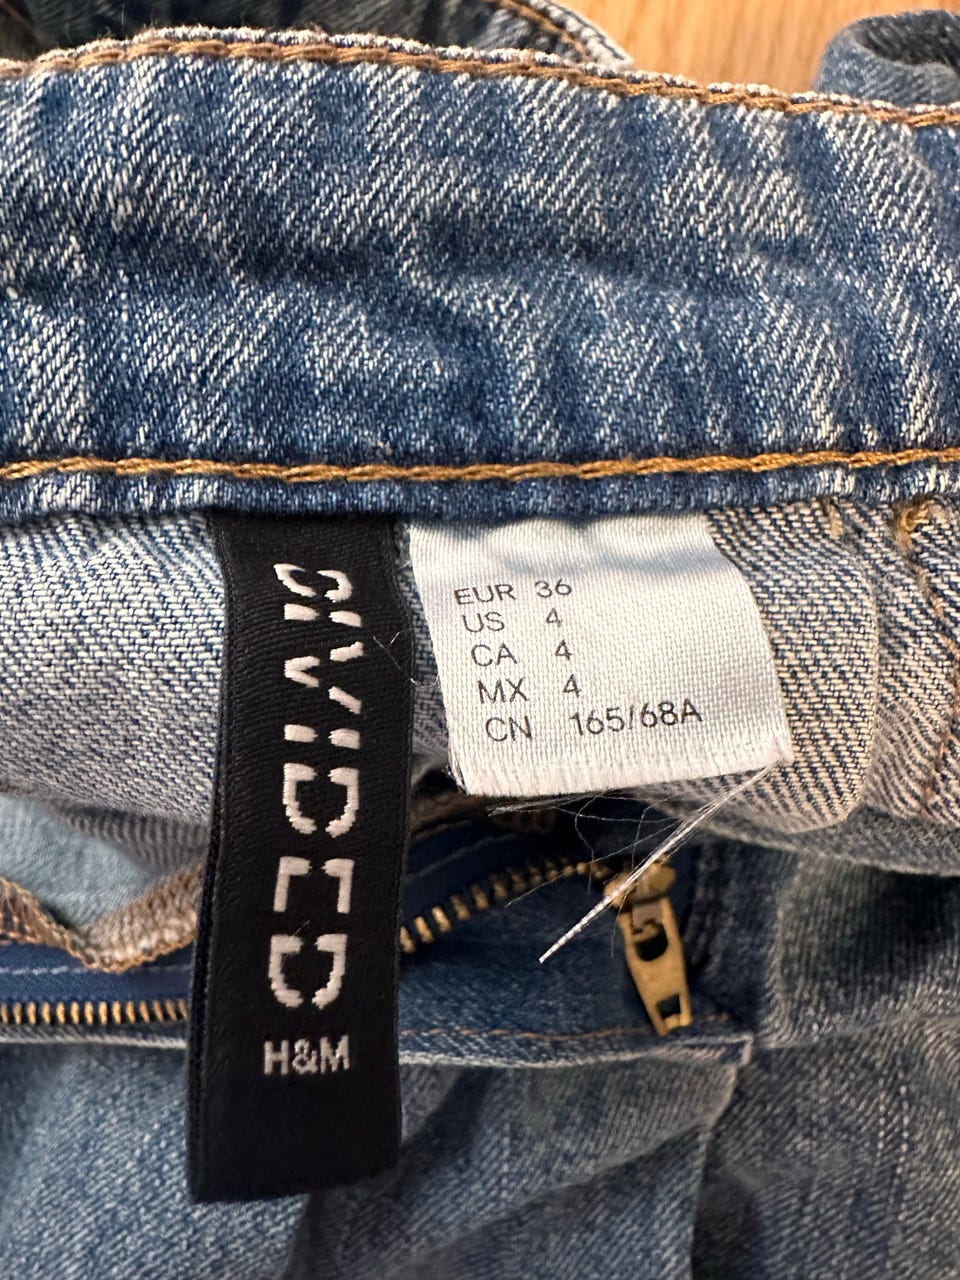 DIVIDED
H&M
EUR 36
US 4
CA 4
MX 4
CN 165/68A